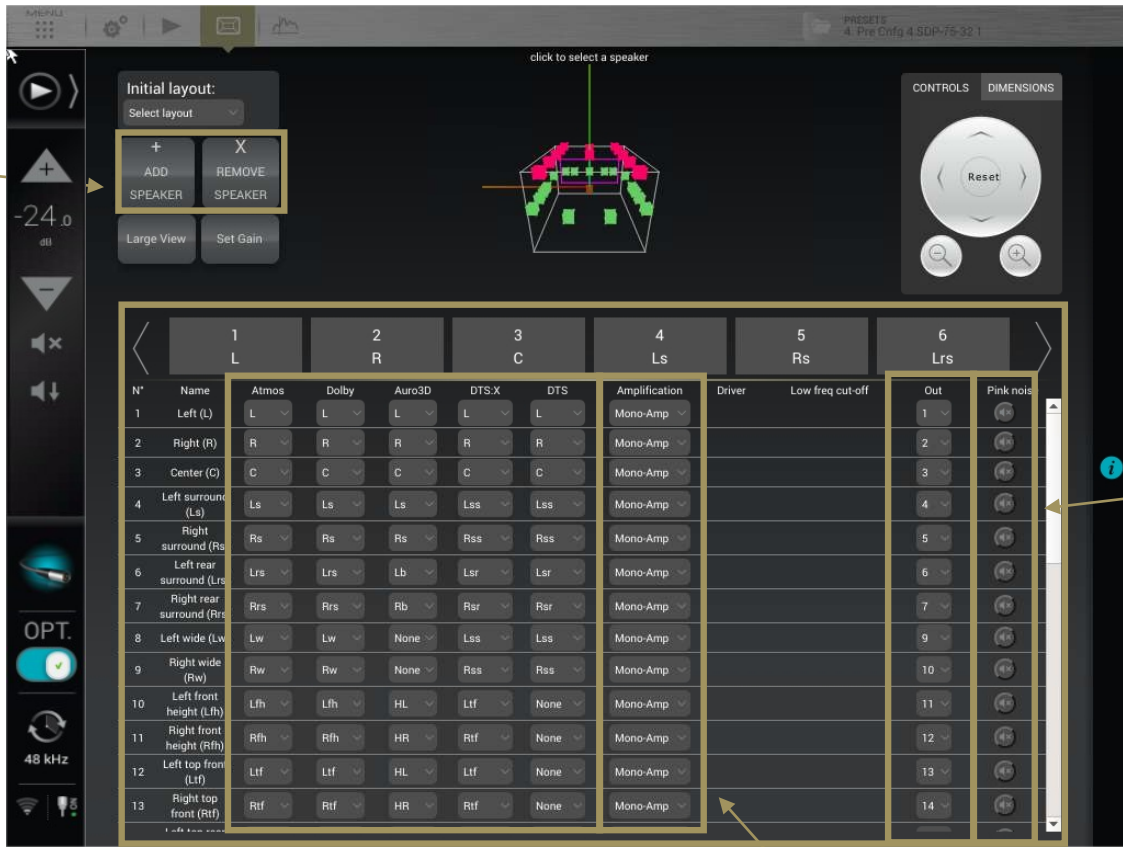 MENU
PRESETS
4. Pre Cnfg 4.SDP-75-32 1
click to select a speaker
Initial layout:
Select layout
+ X
ADD REMOVE
SPEAKER SPEAKER
Large View Set Gain
CONTROLS DIMENSIONS
Reset
-24.0
dB
OPT.
48 kHz
1 2 3 4 5 6
L R C Ls Rs Lrs
N° Name Atmos Dolby Auro3D DTS:X DTS Amplification Driver Low freq cut-off Out Pink nois
1 Left (L) L L L L L Mono-Amp 1
2 Right (R) R R R R R Mono-Amp 2
3 Center (C) C C C C C Mono-Amp 3
4 Left surround (Ls) Ls Ls Ls Lss Lss Mono-Amp 4
5 Right surround (Rs Rs Rs Rs Rss Rss Mono-Amp 5
6 Left rear surround (Lrs Lrs Lrs Lb Lsr Lsr Mono-Amp 6
7 Right rear surround (Rrs Rrs Rrs Rb Rsr Rsr Mono-Amp 7
8 Left wide (Lw Lw Lw None Lss Lss Mono-Amp 9
9 Right wide (Rw) Rw Rw None Rss Rss Mono-Amp 10
10 Left front height (Lfh) Lfh Lfh HL Ltf None Mono-Amp 11
11 Right front height (Rfh) Rfh Rfh HR Rtf None Mono-Amp 12
12 Left top front (Ltf) Ltf Ltf HL Ltf None Mono-Amp 13
13 Right top front (Rtf) Rtf Rtf HR Rtf None Mono-Amp 14